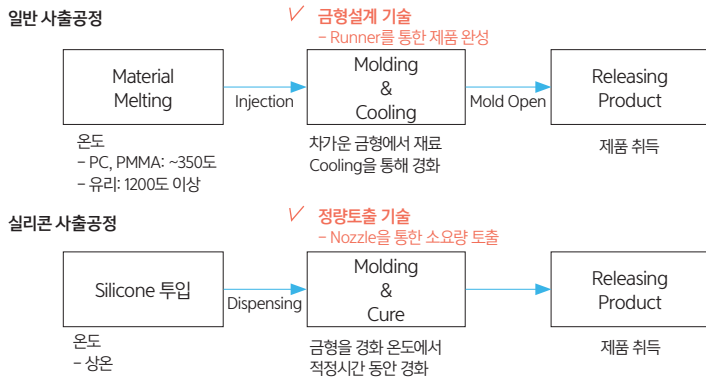 일반 사출공정
금형설계 기술
– Runner를 통한 제품 완성
Material
Melting
Injection
Molding
&
Cooling
Mold Open
Releasing
Product
온도
– PC, PMMA: ~350도
– 유리: 1200도 이상
차가운 금형에서 재료
Cooling을 통해 경화
제품 취득
실리콘 사출공정
정량토출 기술
– Nozzle을 통한 소요량 토출
Silicone 투입
Dispensing
Molding
&
Cure
Releasing
Product
온도
– 상온
금형을 경화 온도에서
적정시간 동안 경화
제품 취득